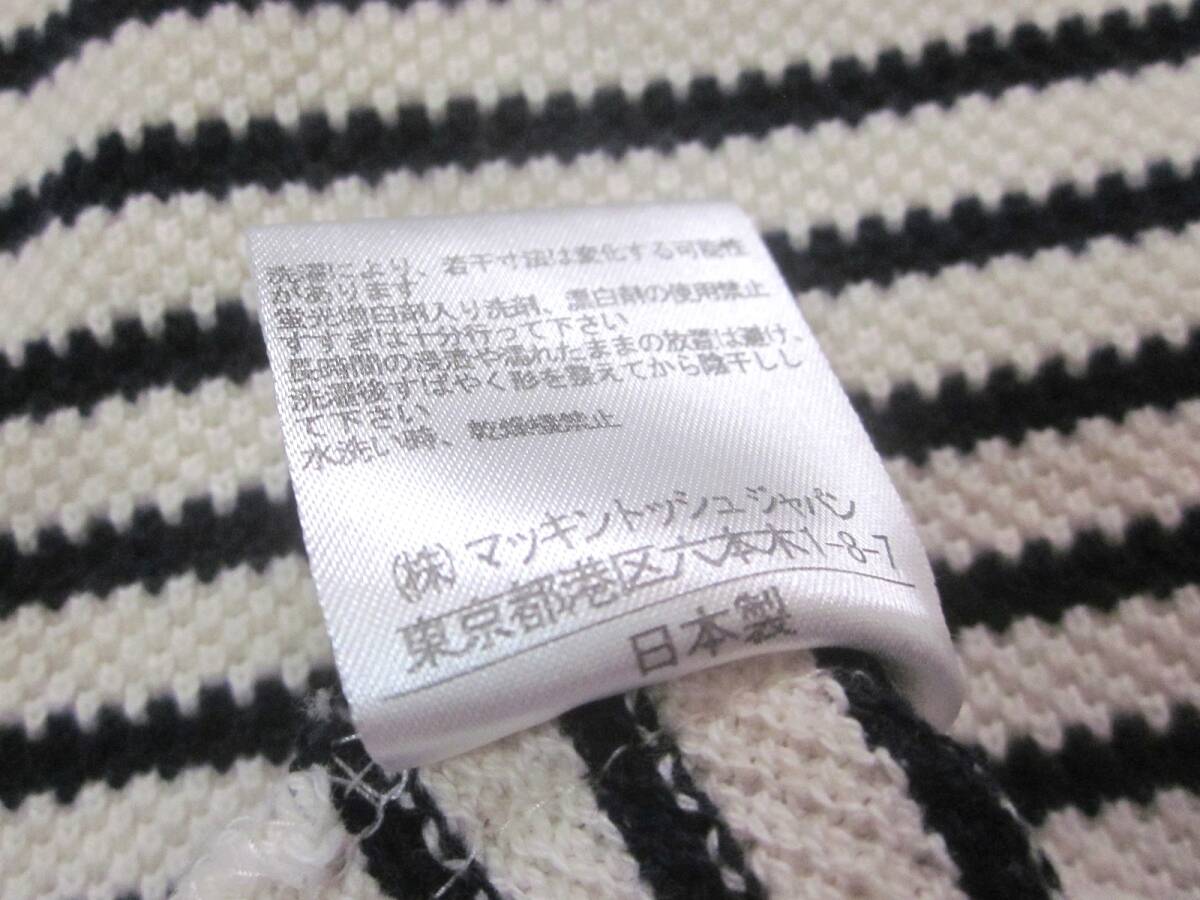 洗濯により、若干寸法は変化する可能性
があります
蛍光増白剤入り洗剤、漂白剤の使用禁止
すすぎは十分行って下さい
長時間の浸漬や濡れたままの放置は避け、
洗濯後すばやく形を整えてから陰干しし
て下さい
水洗い時、乾燥機禁止
(株)マッキントッシュジャパン
東京都港区六本木1-8-7
日本製